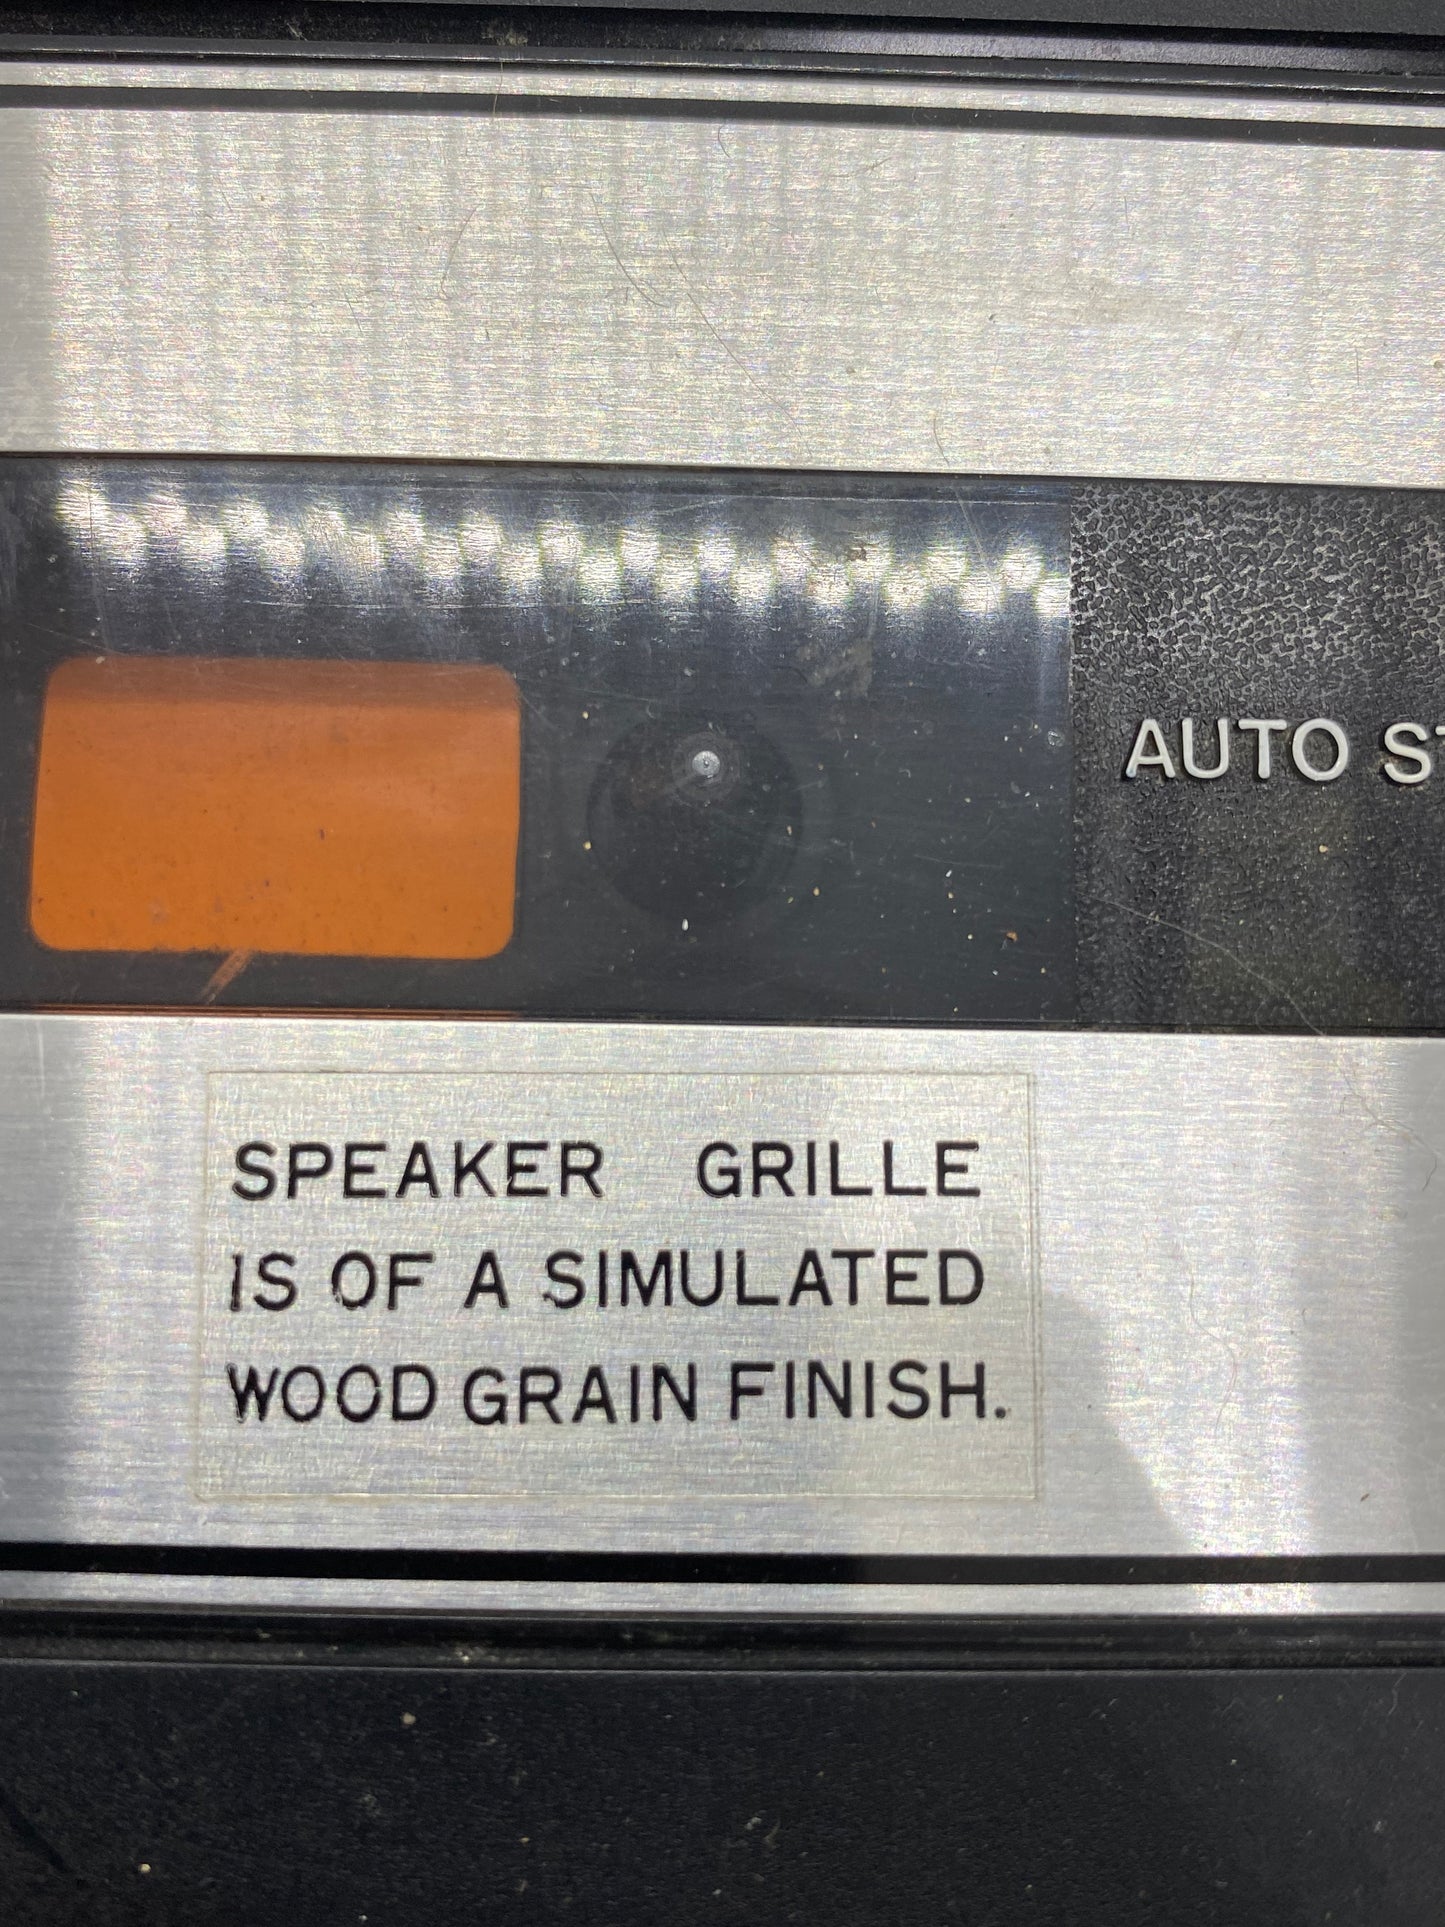 AUTO
SPEAKER GRILLE
IS OF A SIMULATED
WOOD GRAIN FINISH.